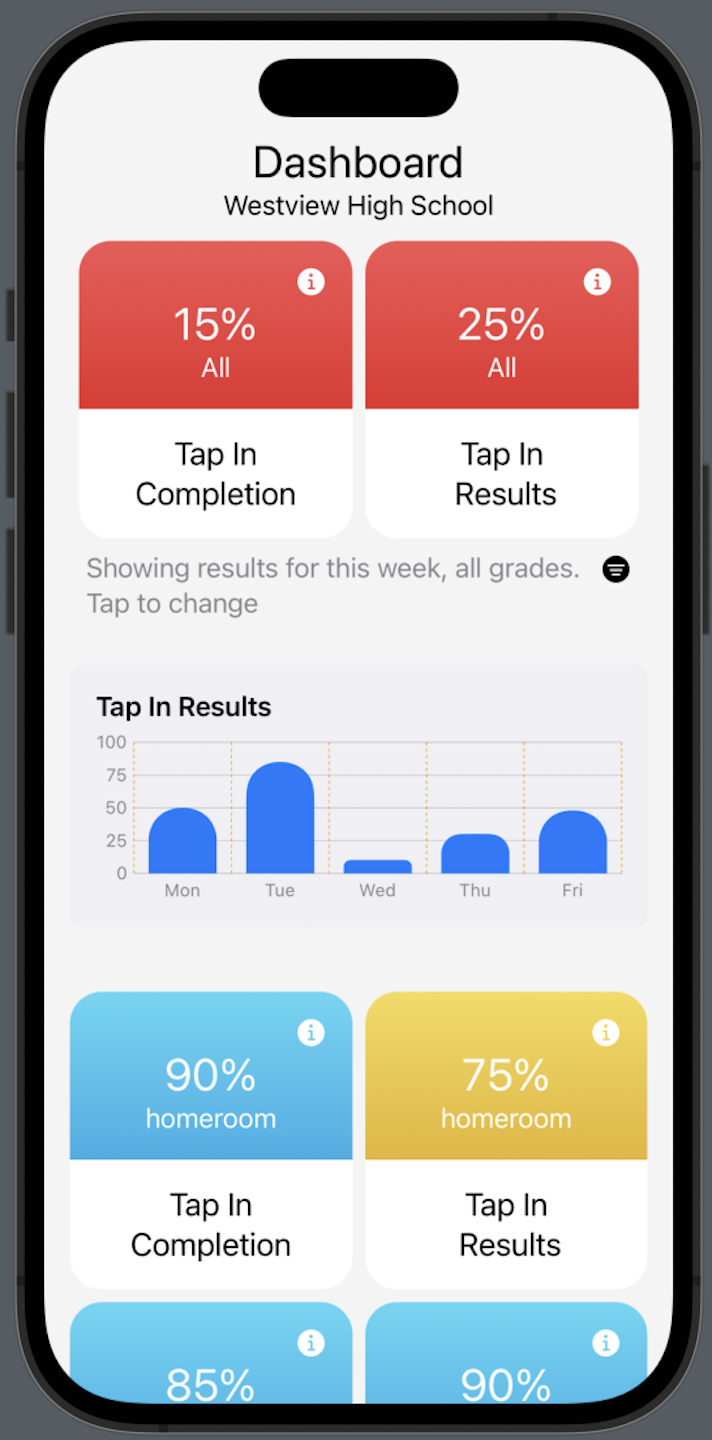 Dashboard
Westview High School
15%
All
Tap In
Completion
25%
All
Tap In
Results
Showing results for this week, all grades.
Tap to change
Tap In Results
100
75
50
25
0
Mon Tue Wed Thu Fri
90%
homeroom
Tap In
Completion
75%
homeroom
Tap In
Results
85%
90%